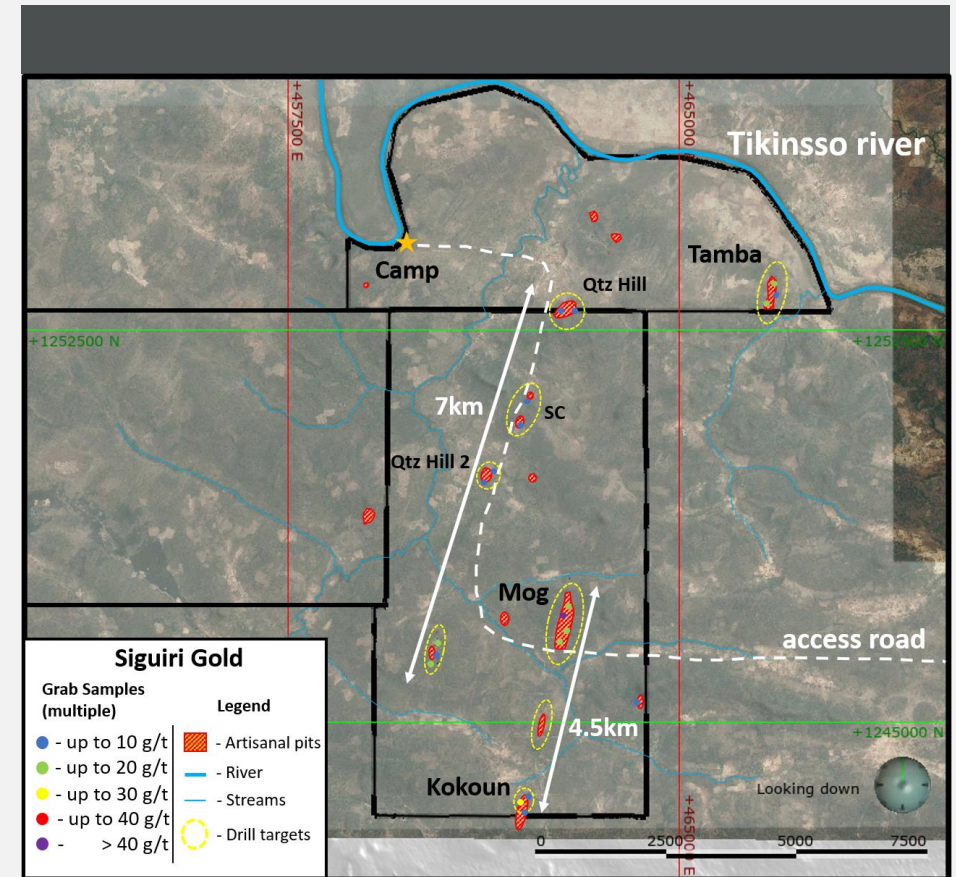 +457500 E
+465000
Tikinsso river
Tamba
Camp
Qtz Hill
+1252500 N
7km
SC
Qtz Hill 2
Mog
access road
4.5km
+1245000 N
Kokoun
Looking down
+465000 E
0 2500 5000 7500
Siguiri Gold
Grab Samples
(multiple)
Legend
- up to 10 g/t
- up to 20 g/t
- up to 30 g/t
- up to 40 g/t
- > 40 g/t
- Artisanal pits
- River
- Streams
- Drill targets